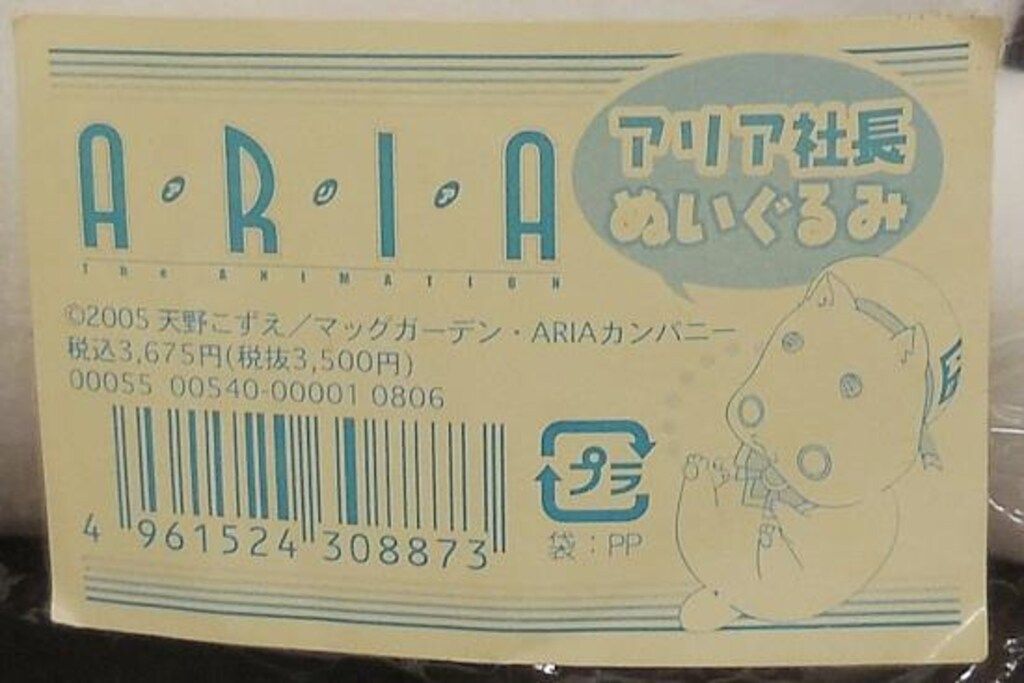 A・R・I・A
アリア
The ANIMATION
アリア社長
ぬいぐるみ
©2005 天野こずえ／マッグガーデン・ARIAカンパニー
税込3,675円(税抜3,500円)
00055 00540-00001 0806
4 961524 308873
プラ
袋：PP